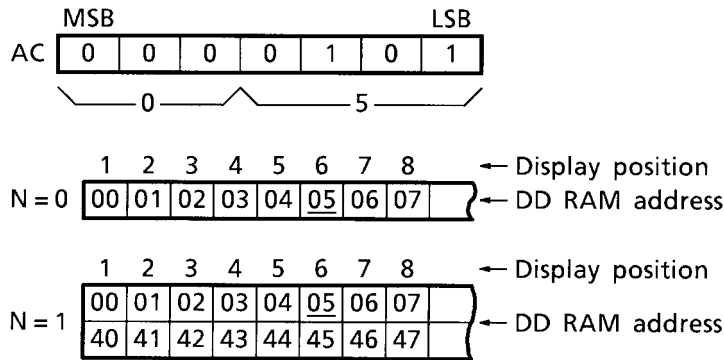 MSB LSB
AC 0 0 0 0 1 0 1
0 5
1 2 3 4 5 6 7 8 ← Display position
N = 0 00 01 02 03 04 05 06 07 ← DD RAM address
1 2 3 4 5 6 7 8 ← Display position
00 01 02 03 04 05 06 07
N = 1 ← DD RAM address
40 41 42 43 44 45 46 47